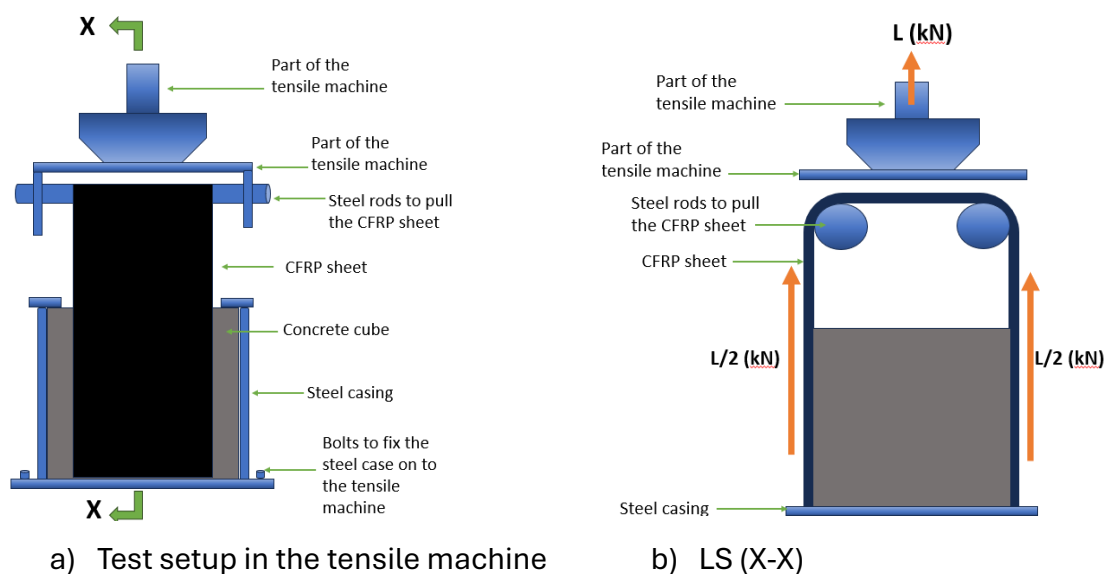 X
Part of the
tensile machine
Part of the
tensile machine
Steel rods to pull
the CFRP sheet
CFRP sheet
Concrete cube
Steel casing
Bolts to fix the
steel case on to
the tensile
machine
X
a) Test setup in the tensile machine
L (kN)
Part of the
tensile machine
Part of the
tensile machine
Steel rods to pull
the CFRP sheet
CFRP sheet
L/2 (kN)
L/2 (kN)
Steel casing
b) LS (X-X)